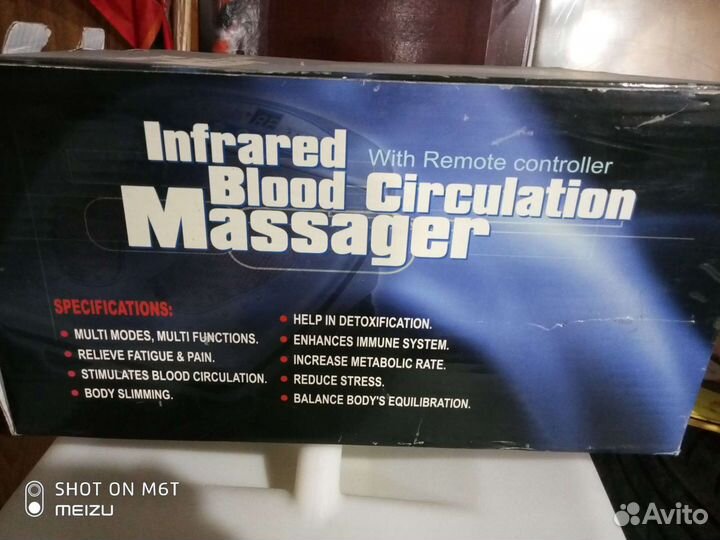 Infrared
With Remote controller
Blood Circulation
Massager
SPECIFICATIONS:
MULTI MODES, MULTI FUNCTIONS.
RELIEVE FATIGUE & PAIN.
STIMULATES BLOOD CIRCULATION.
BODY SLIMMING.
HELP IN DETOXIFICATION.
ENHANCES IMMUNE SYSTEM.
INCREASE METABOLIC RATE.
REDUCE STRESS.
BALANCE BODY'S EQUILIBRATION.
SHOT ON M6T
MEIZU
Avito